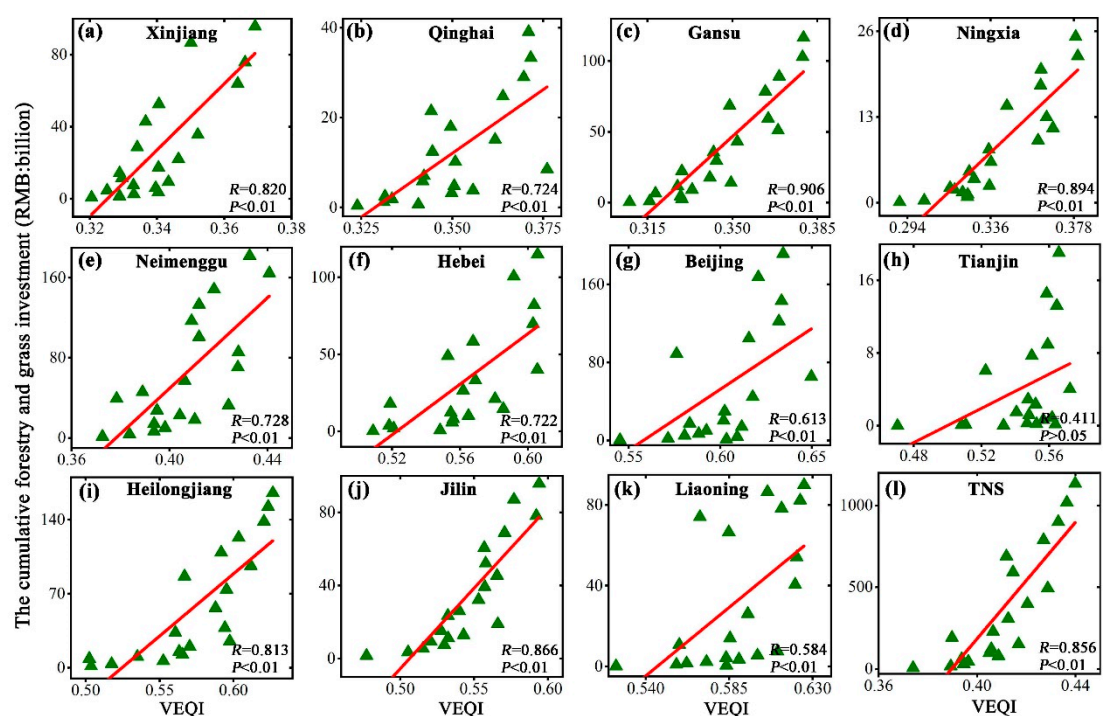 The cumulative forestry and grass investment (RMB:billion)
(a) Xinjiang
80
40
0
R=0.820
P<0.01
0.32 0.34 0.36 0.38
(b) Qinghai
40
20
0
R=0.724
P<0.01
0.325 0.350 0.375
(c) Gansu
100
50
0
R=0.906
P<0.01
0.315 0.350 0.385
(d) Ningxia
26
13
0
R=0.894
P<0.01
0.294 0.336 0.378
(e) Neimenggu
160
80
0
R=0.728
P<0.01
0.36 0.40 0.44
(f) Hebei
100
50
0
R=0.722
P<0.01
0.52 0.56 0.60
(g) Beijing
160
80
0
R=0.613
P<0.01
0.545 0.580 0.615 0.650
(h) Tianjin
16
8
0
R=0.411
P>0.05
0.48 0.52 0.56
(i) Heilongjiang
140
70
0
R=0.813
P<0.01
0.50 0.55 0.60
VEQI
(j) Jilin
80
40
0
R=0.866
P<0.01
0.50 0.55 0.60
VEQI
(k) Liaoning
80
40
0
R=0.584
P<0.01
0.540 0.585 0.630
VEQI
(l) TNS
1000
500
0
R=0.856
P<0.01
0.36 0.40 0.44
VEQI